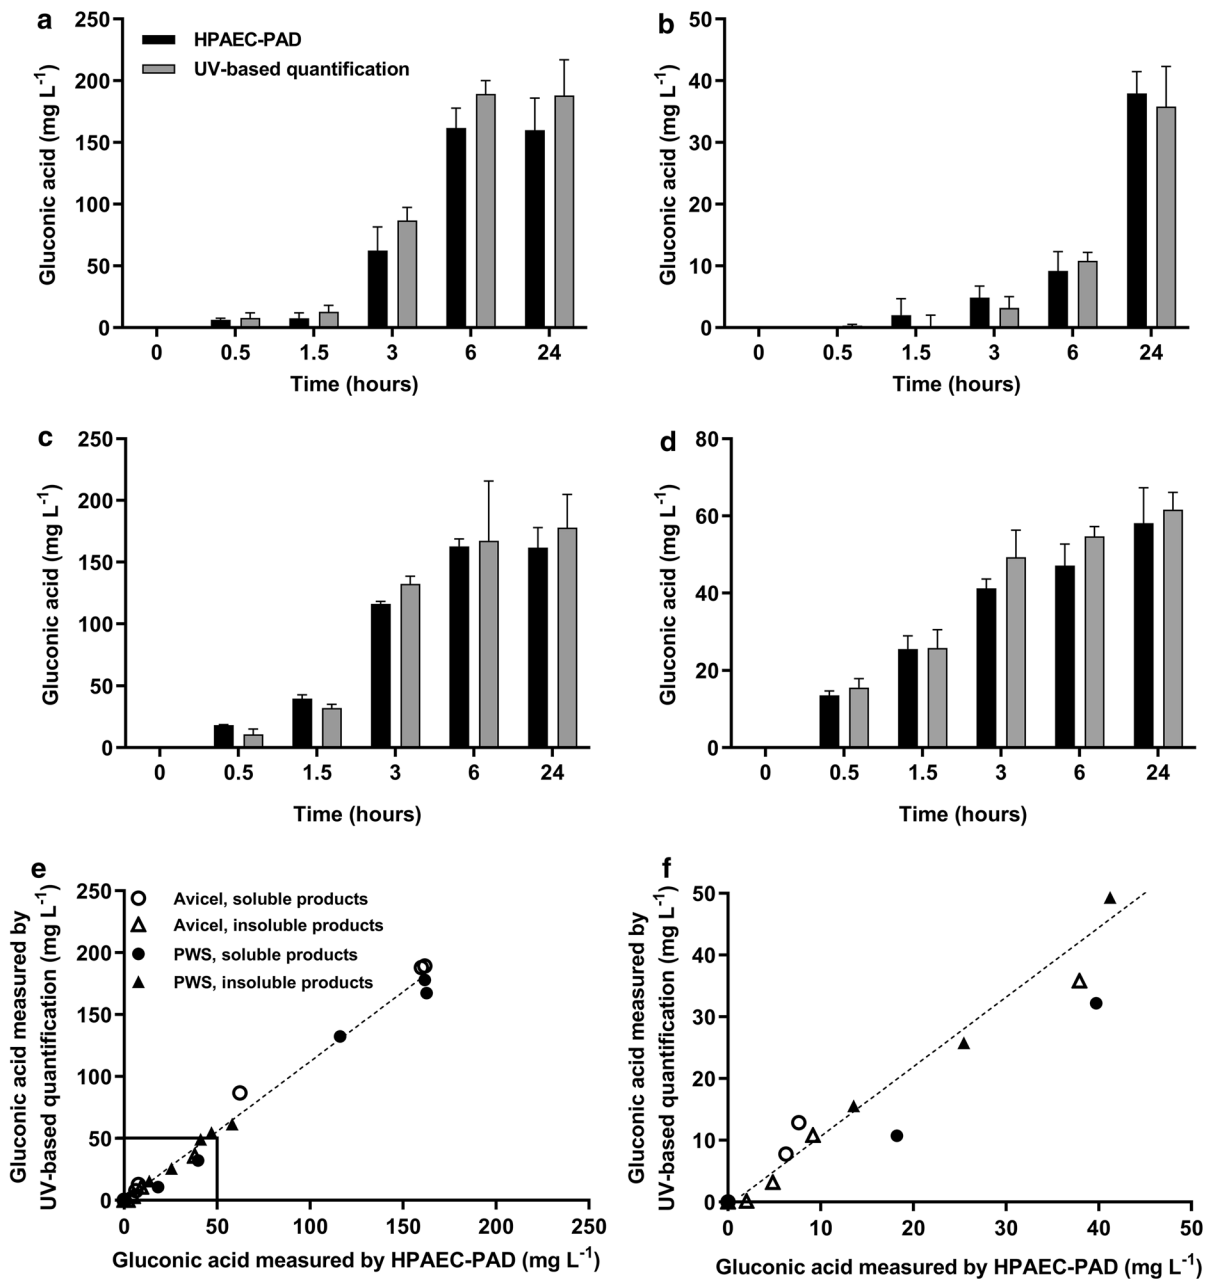 a
250
200
150
100
50
0
Gluconic acid (mg L⁻¹)
HPAEC-PAD
UV-based quantification
0 0.5 1.5 3 6 24
Time (hours)
b
50
40
30
20
10
0
Gluconic acid (mg L⁻¹)
0 0.5 1.5 3 6 24
Time (hours)
c
250
200
150
100
50
0
Gluconic acid (mg L⁻¹)
0 0.5 1.5 3 6 24
Time (hours)
d
80
60
40
20
0
Gluconic acid (mg L⁻¹)
0 0.5 1.5 3 6 24
Time (hours)
e
250
200
150
100
50
0
Gluconic acid measured by
UV-based quantification (mg L⁻¹)
Avicel, soluble products
Avicel, insoluble products
PWS, soluble products
PWS, insoluble products
0 50 100 150 200 250
Gluconic acid measured by HPAEC-PAD (mg L⁻¹)
f
50
40
30
20
10
0
Gluconic acid measured by
UV-based quantification (mg L⁻¹)
0 10 20 30 40 50
Gluconic acid measured by HPAEC-PAD (mg L⁻¹)